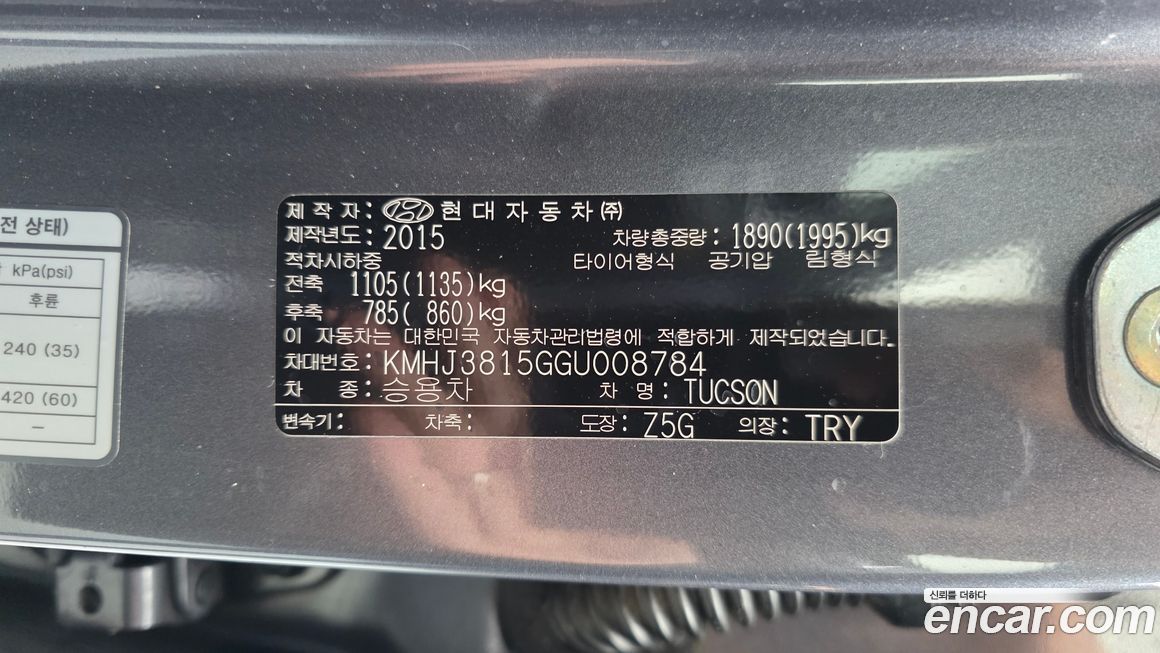 제 작 자 : 현대자동차㈜
제작년도 : 2015 차량총중량 : 1890(1995)kg
적차시하중 타이어형식 공기압 림형식
전축 1105(1135)kg
후축 785( 860)kg
이 자동차는 대한민국 자동차관리법령에 적합하게 제작되었습니다.
차대번호 : KMHJ3815GGU008784
차 종 : 승용차 차 명 : TUCSON
변속기 : 차축 : 도장 : Z5G 의장 : TRY
전 상태)
kPa(psi)
후륜
240 (35)
420 (60)
–
신뢰를 더하다
encar.com